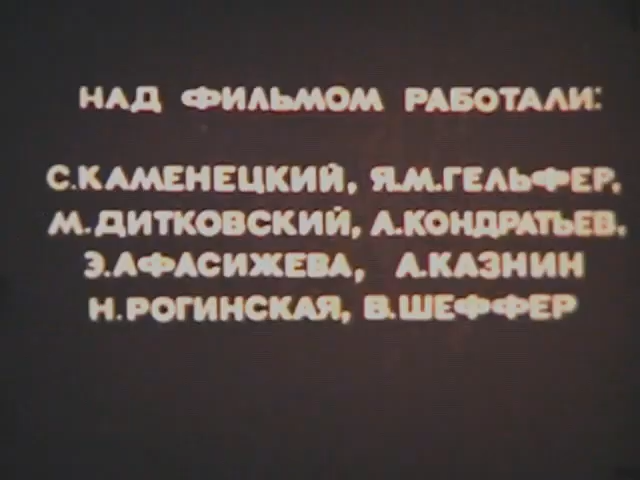 НАД ФИЛЬМОМ РАБОТАЛИ:
С.КАМЕНЕЦКИЙ, Я.М.ГЕЛЬФЕР,
М.ДИТКОВСКИЙ, А.КОНДРАТЬЕВ,
Э.АФАСИЖЕВА, А.КАЗНИН
Н.РОГИНСКАЯ, В.ШЕФФЕР